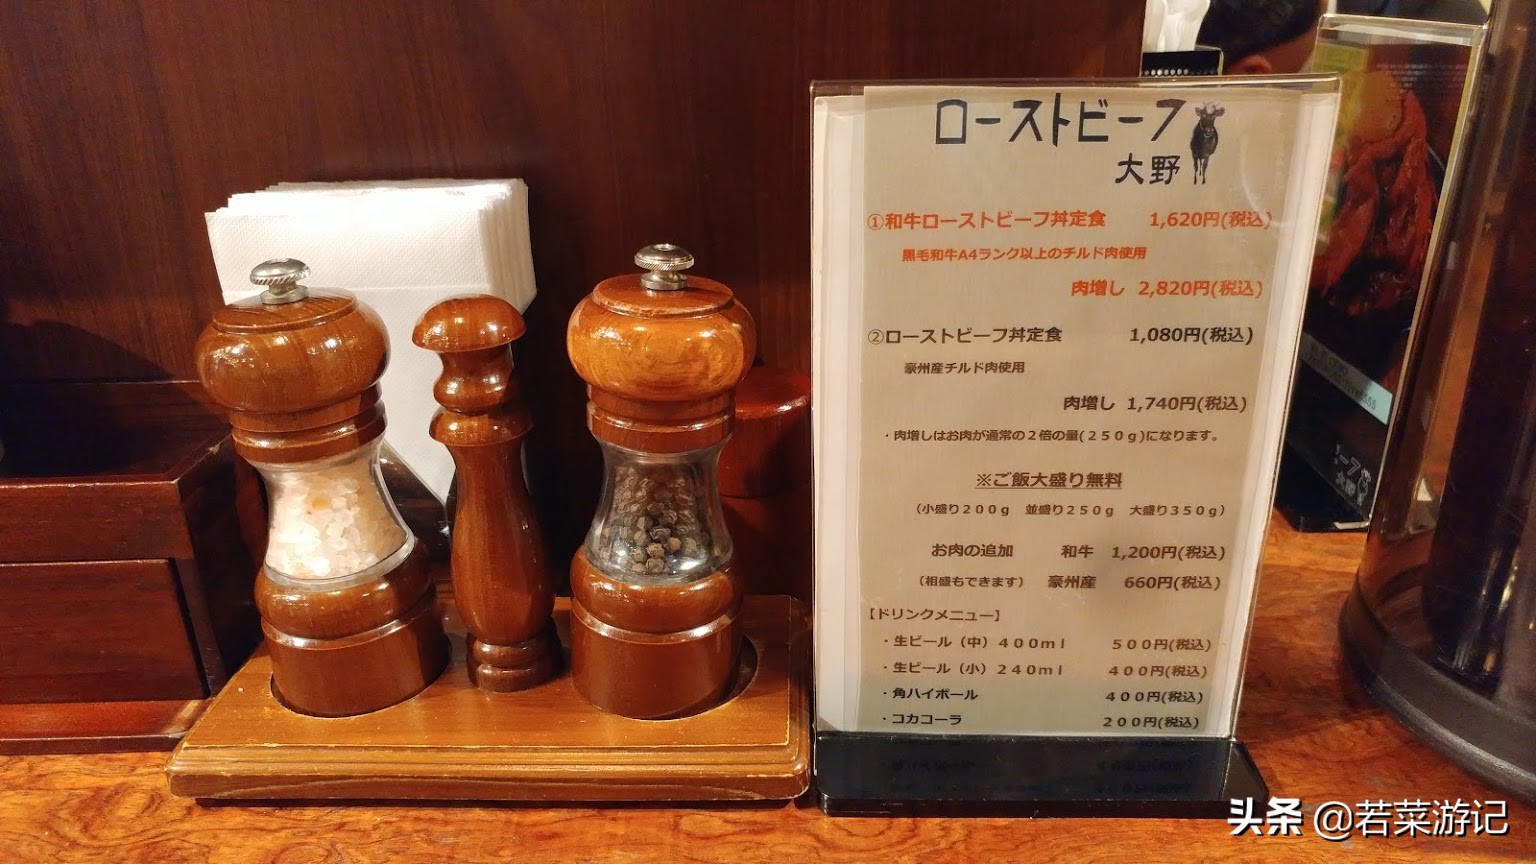 ローストビーフ
大野
①和牛ローストビーフ丼定食 1,620円(税込)
黒毛和牛A4ランク以上のチルド肉使用
肉増し 2,820円(税込)
②ローストビーフ丼定食 1,080円(税込)
豪州産チルド肉使用
肉増し 1,740円(税込)
・肉増しはお肉が通常の2倍の量(250g)になります。
※ご飯大盛り無料
(小盛り200g 並盛り250g 大盛り350g)
お肉の追加 和牛 1,200円(税込)
(相盛もできます) 豪州産 660円(税込)
【ドリンクメニュー】
・生ビール(中)400ml 500円(税込)
・生ビール(小)240ml 400円(税込)
・角ハイボール 400円(税込)
・コカコーラ 200円(税込)
ビーフ
大野
头条 @若菜游记